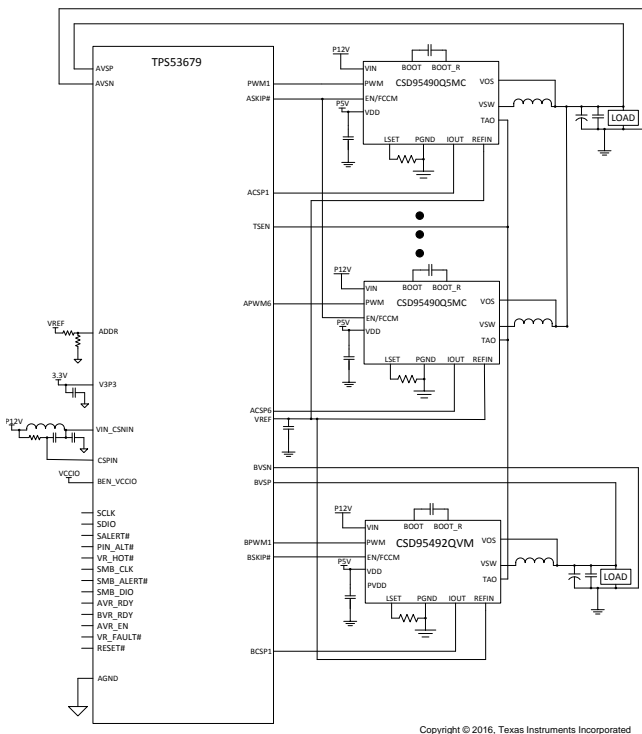 TPS53679
AVSP
AVSN
PWM1
ASKIP#
ACSP1
TSEN
APWM6
ACSP6
VREF
BVSN
BVSP
BPWM1
BSKIP#
BCSP1
VREF
ADDR
3.3V
V3P3
P12V
VIN_CSNIN
CSPIN
VCCIO
BEN_VCCIO
SCLK
SDIO
SALERT#
PIN_ALT#
VR_HOT#
SMB_CLK
SMB_ALERT#
SMB_DIO
AVR_RDY
BVR_RDY
AVR_EN
VR_FAULT#
RESET#
AGND
P12V
VIN
BOOT BOOT_R
PWM
CSD95490Q5MC
VOS
EN/FCCM
P5V
VDD
VSW
TAO
LSET PGND IOUT REFIN
LOAD
P12V
VIN
BOOT BOOT_R
PWM
CSD95490Q5MC
VOS
EN/FCCM
P5V
VDD
VSW
TAO
LSET PGND IOUT REFIN
P12V
VIN
BOOT BOOT_R
PWM
CSD95492QVM
VOS
EN/FCCM
P5V
VDD
PVDD
VSW
TAO
LSET PGND IOUT REFIN
LOAD
Copyright © 2016, Texas Instruments Incorporated